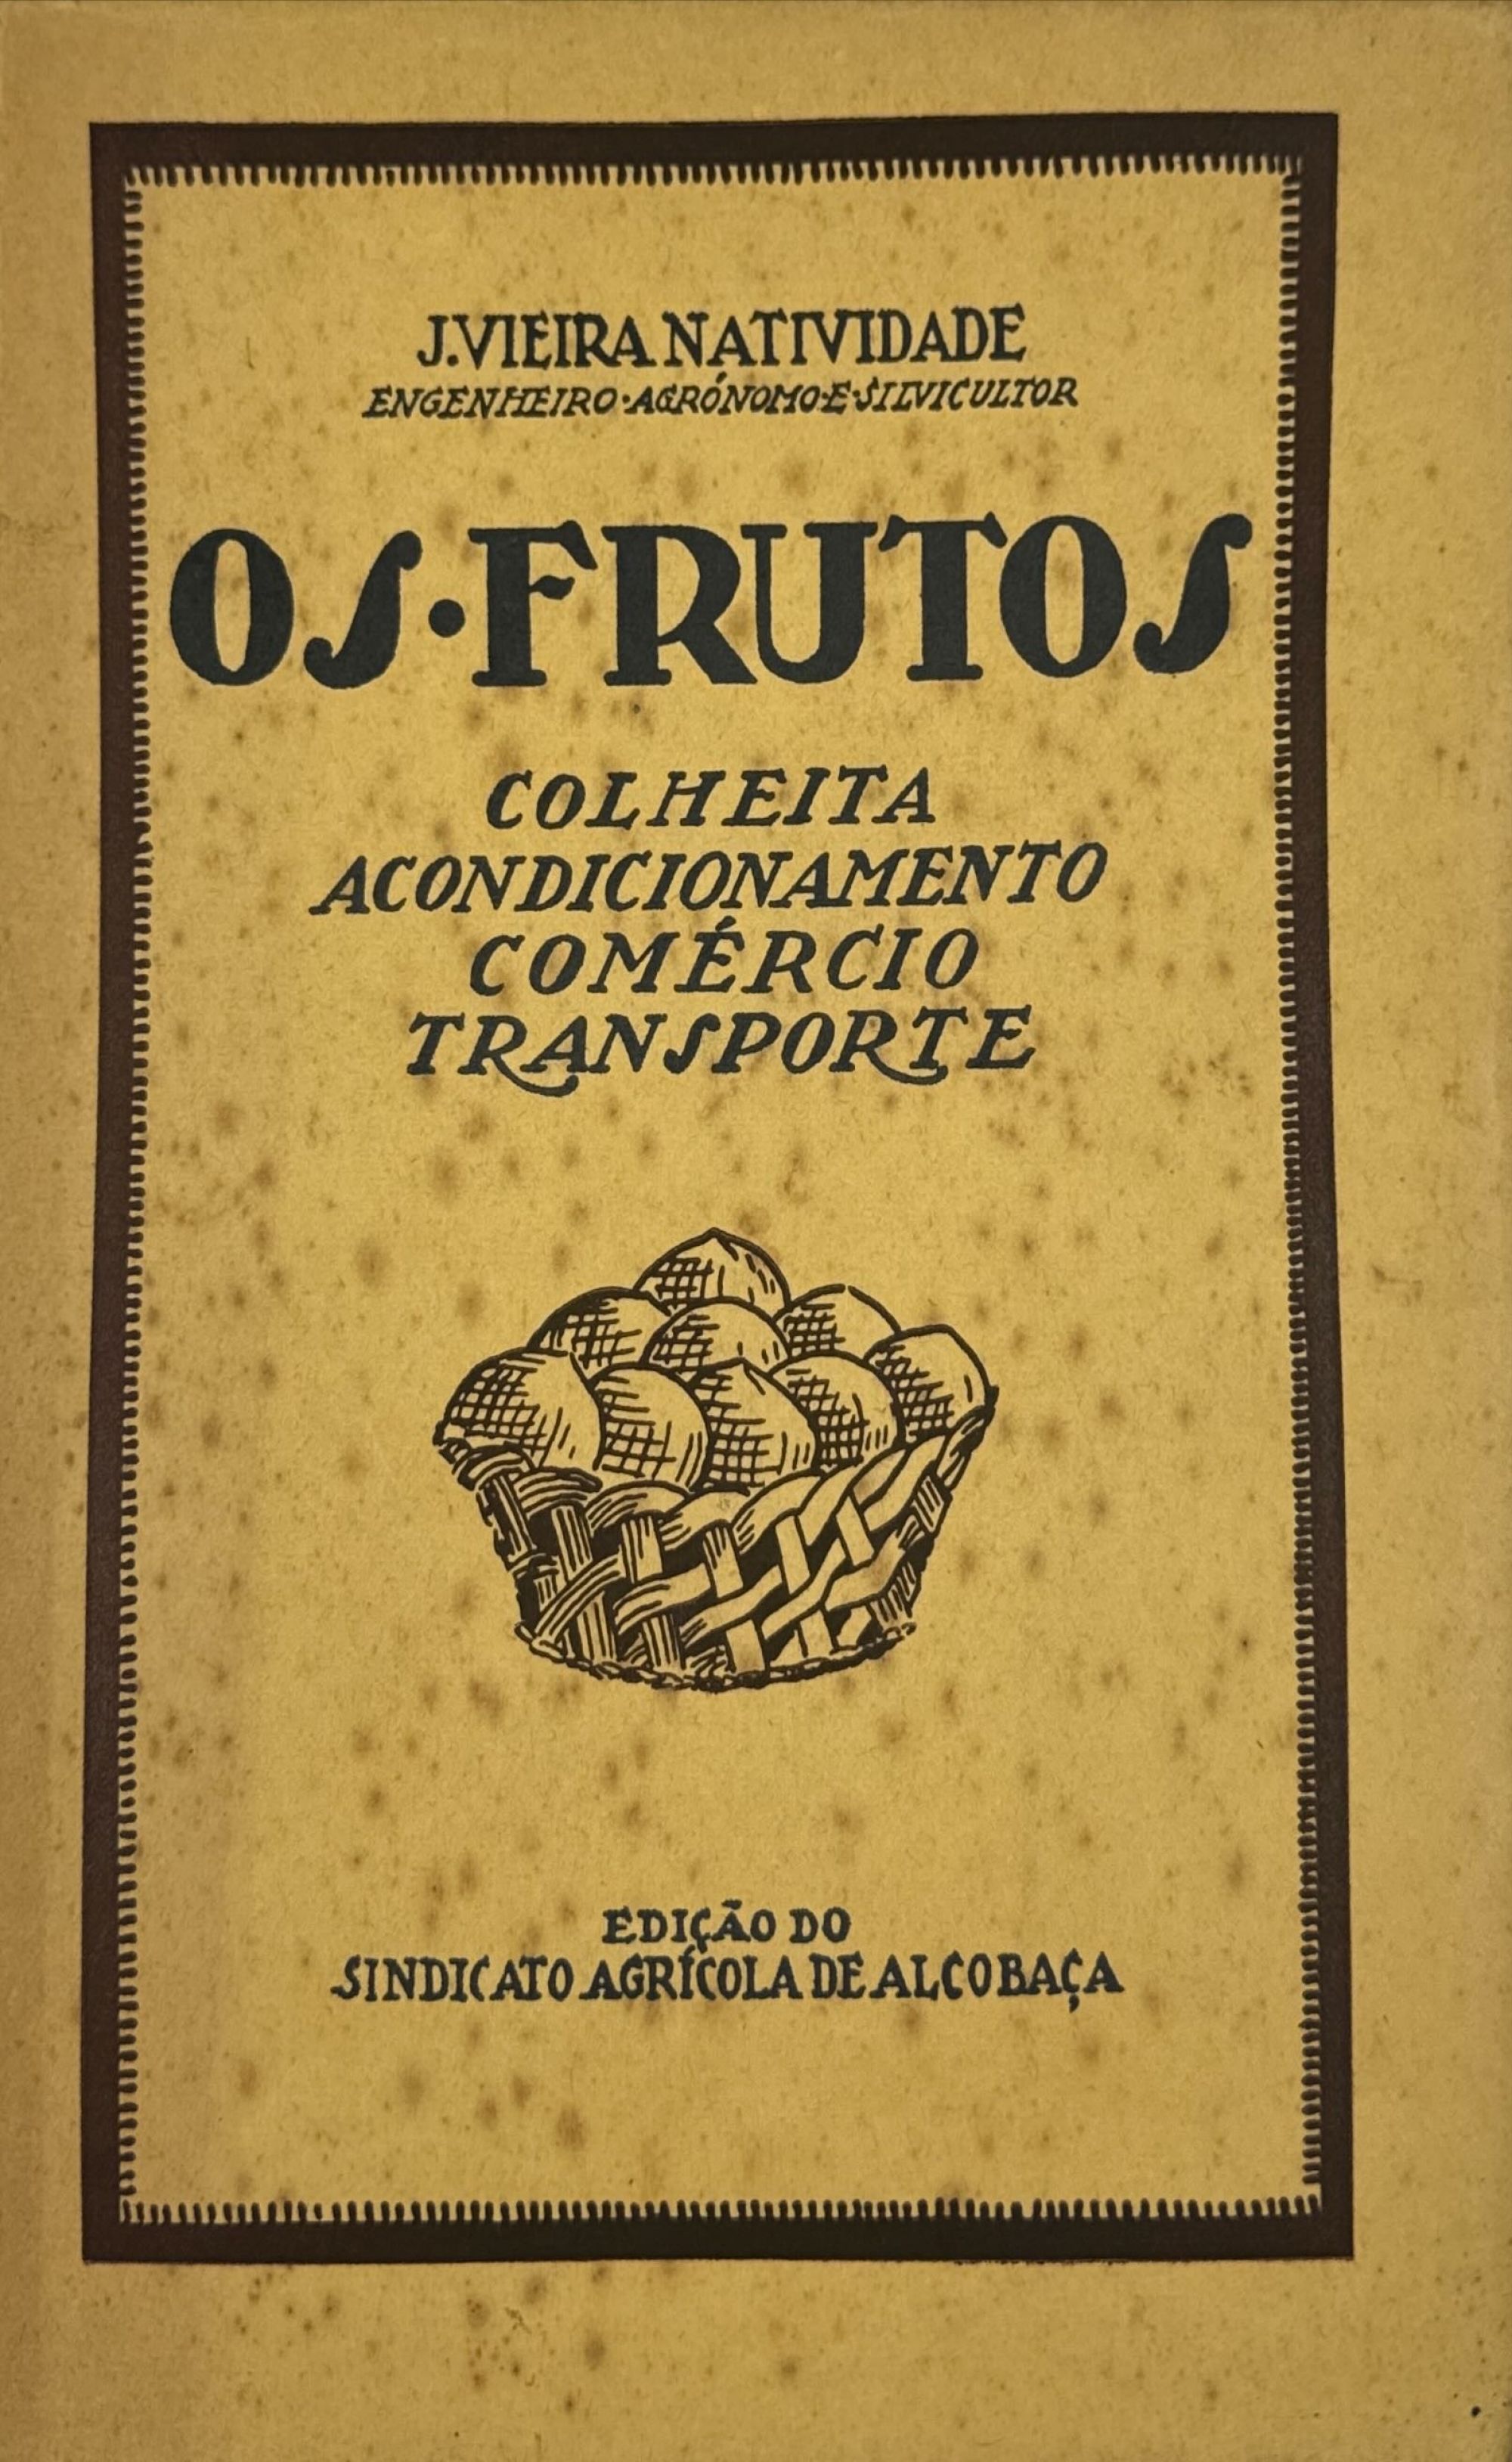 J. VIEIRA NATIVIDADE
ENGENHEIRO·AGRÓNOMO·E·SILVICULTOR
OS·FRUTOS
COLHEITA
ACONDICIONAMENTO
COMÉRCIO
TRANSPORTE
EDIÇÃO DO
SINDICATO AGRÍCOLA DE ALCOBAÇA